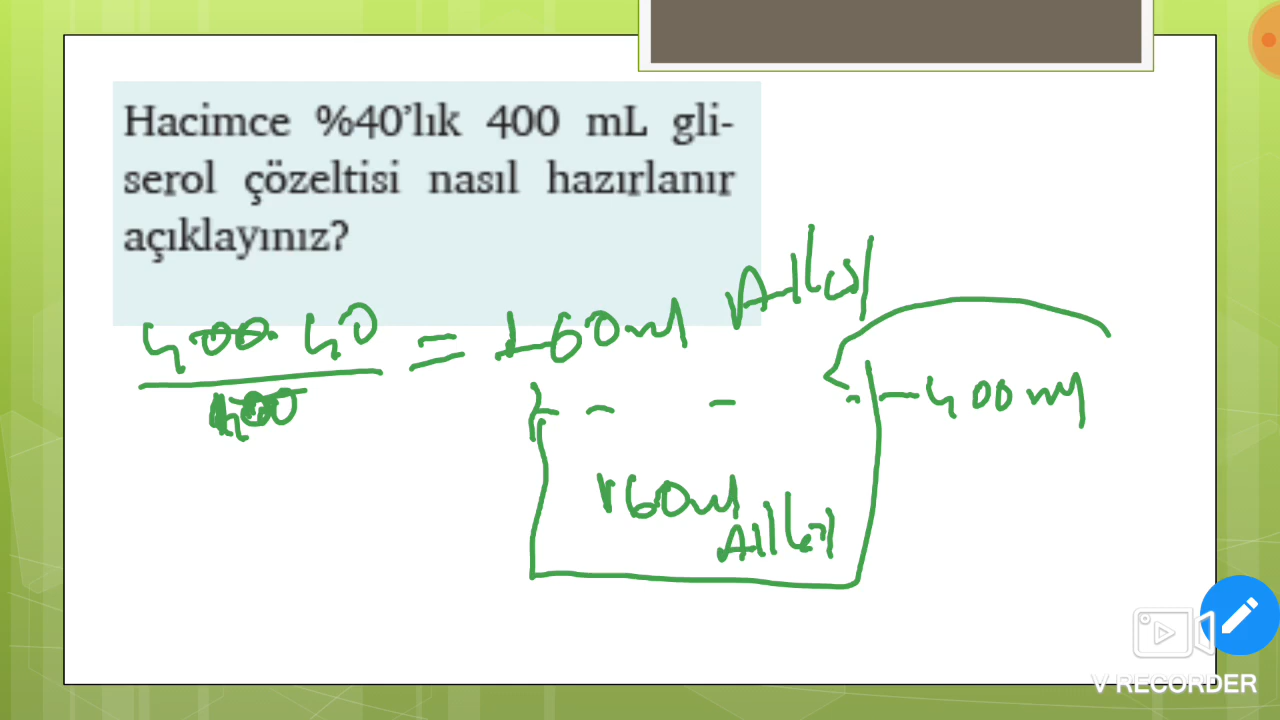 Hacimce %40'lık 400 mL gli-
serol çözeltisi nasıl hazırlanır
açıklayınız?
400 40 = 160ml Alkol
100
400ml
160ml
Alkol
V RECORDER